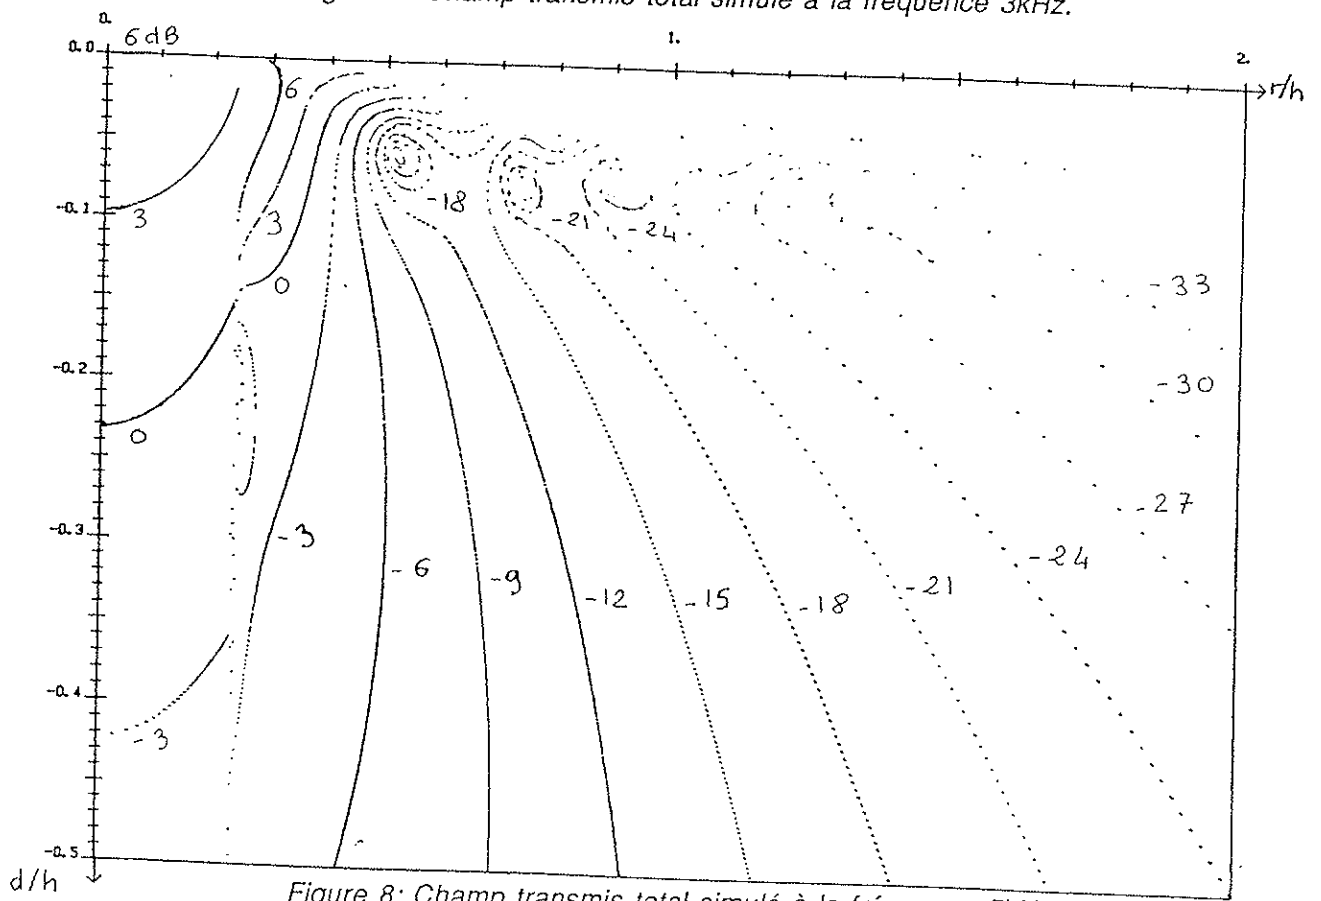 Champ transmis total simulé à la fréquence 3kHz.
0. 1. 2.
0.0 6dB r/h
6
-0.1 3 3 -18 -21 -24
0 -33
-0.2 -30
0
-27
-0.3 -3 -6 -9 -12 -15 -18 -21 -24
-0.4
-3
-0.5
d/h
Figure 8: Champ transmis total simulé à la